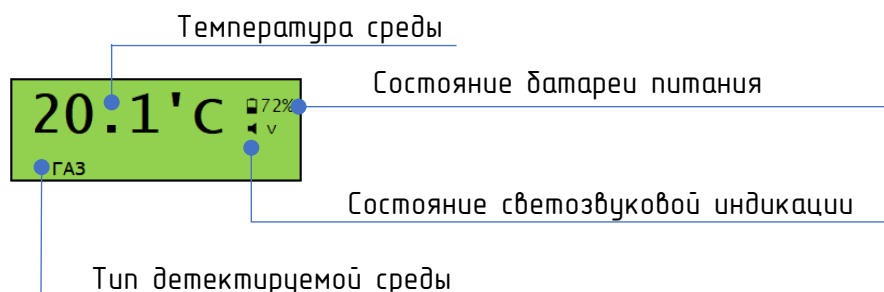 Температура среды
Состояние батареи питания
20.1'C 72%
v
ГАЗ
Состояние светозвуковой индикации
Тип детектируемой среды